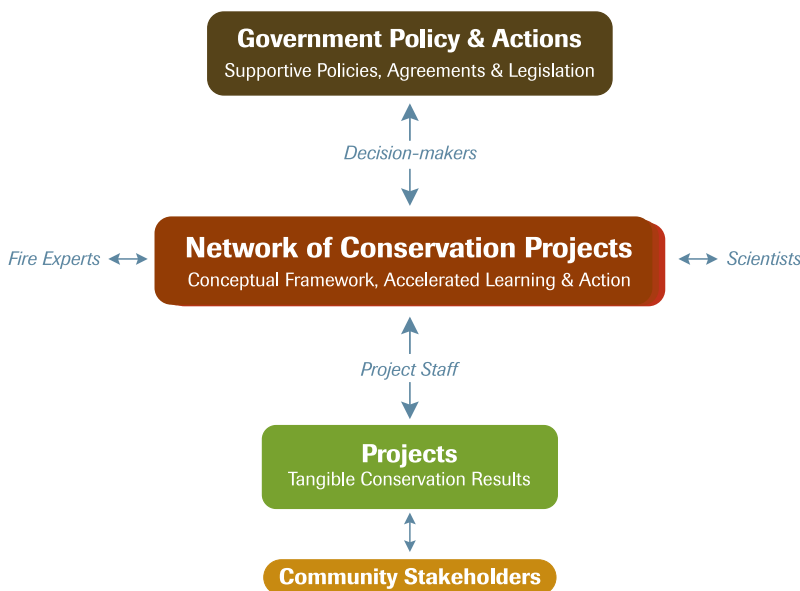 Government Policy & Actions
Supportive Policies, Agreements & Legislation
Decision-makers
Fire Experts
Network of Conservation Projects
Conceptual Framework, Accelerated Learning & Action
Scientists
Project Staff
Projects
Tangible Conservation Results
Community Stakeholders